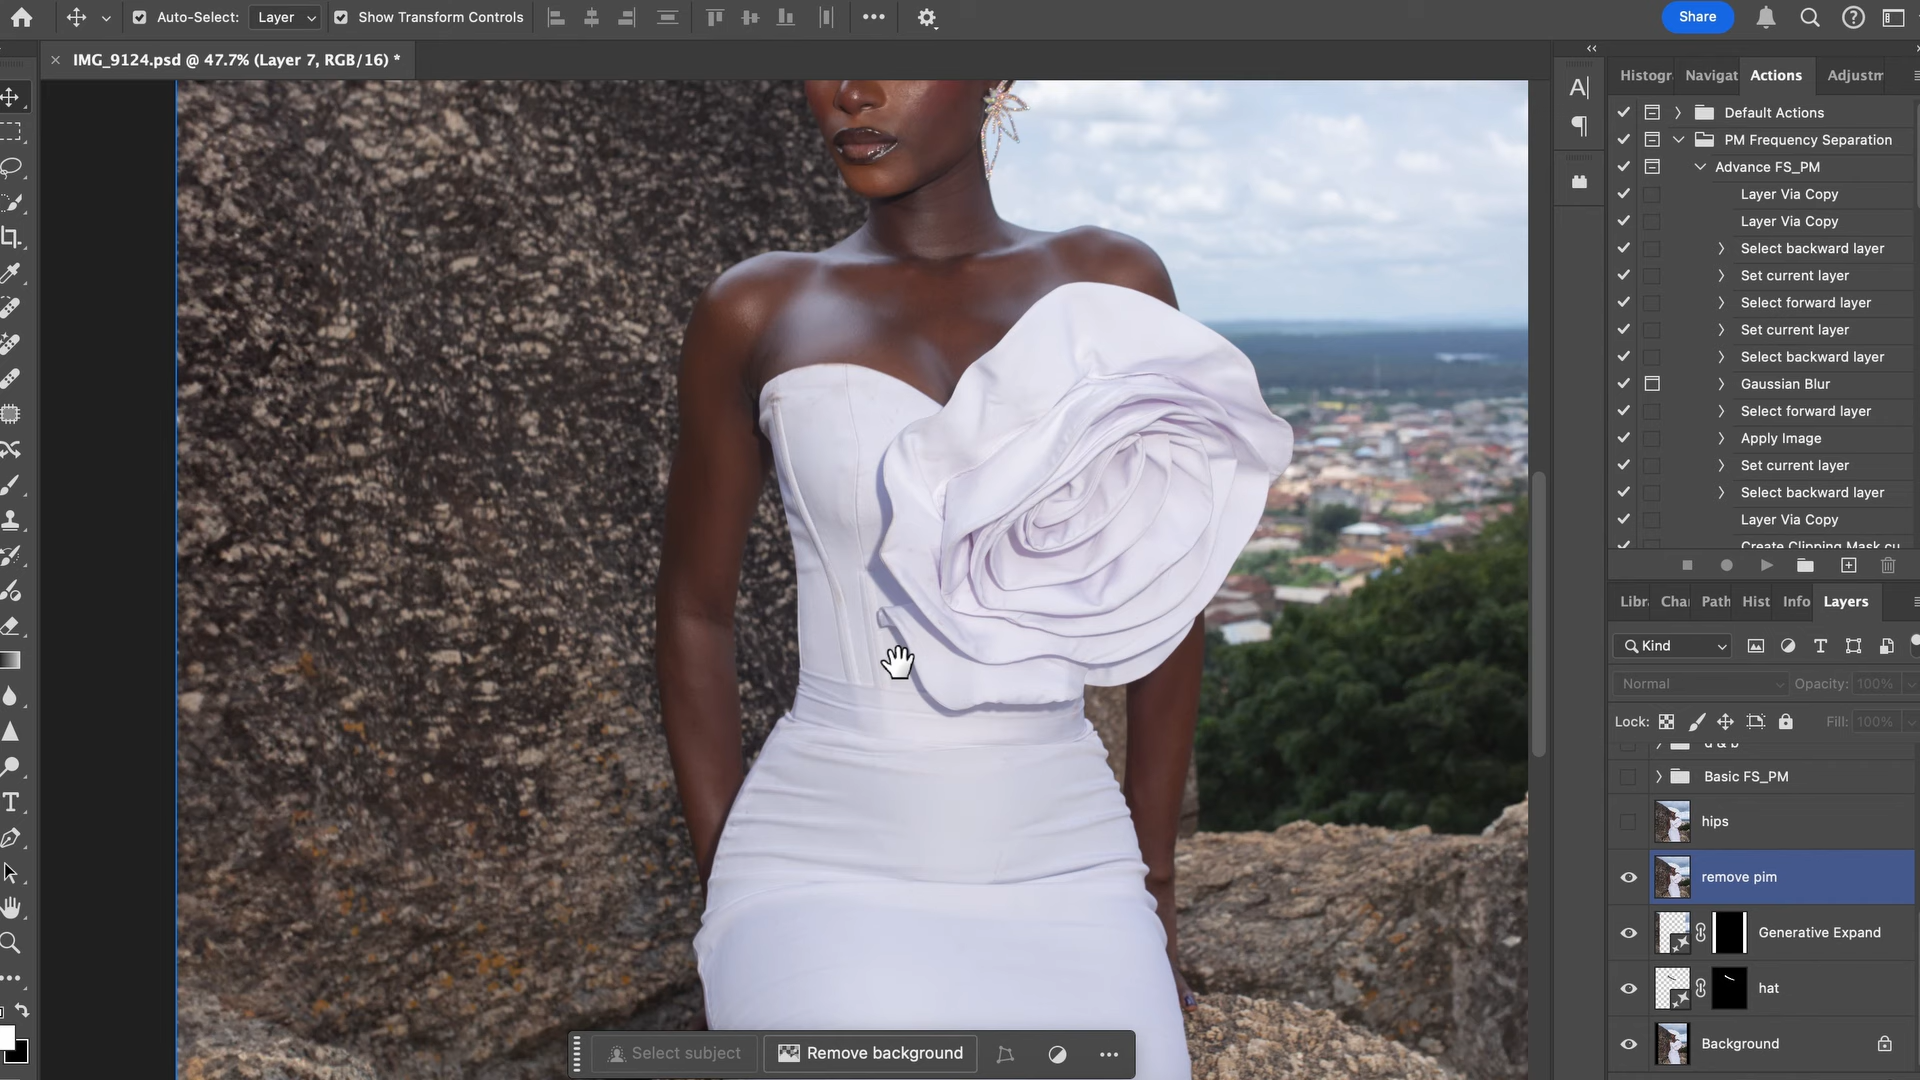 Auto-Select: Layer Show Transform Controls Share
IMG_9124.psd @ 47.7% (Layer 7, RGB/16) *
Histogr Navigat Actions Adjustm
Default Actions
PM Frequency Separation
Advance FS_PM
Layer Via Copy
Layer Via Copy
Select backward layer
Set current layer
Select forward layer
Set current layer
Select backward layer
Gaussian Blur
Select forward layer
Apply Image
Set current layer
Select backward layer
Layer Via Copy
Create Clipping Mask cu
Libr Cha Path Hist Info Layers
Kind
Normal Opacity: 100%
Lock: Fill: 100%
d & b
Basic FS_PM
hips
remove pim
Generative Expand
hat
Background
Select subject Remove background